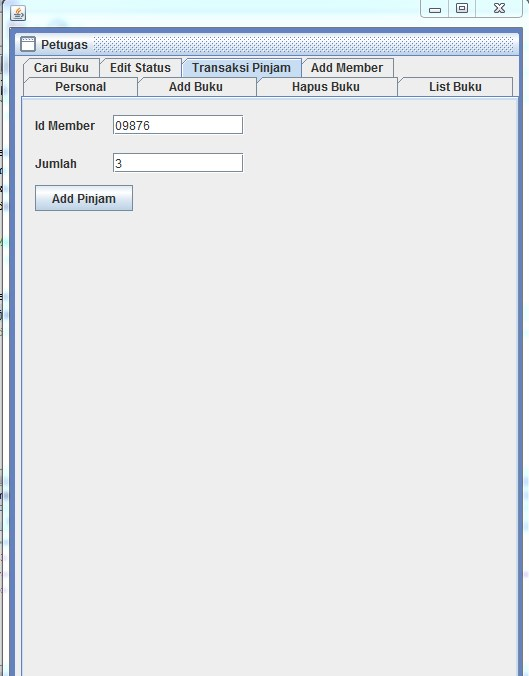 Petugas
Cari Buku Edit Status Transaksi Pinjam Add Member
Personal Add Buku Hapus Buku List Buku
Id Member 09876
Jumlah 3
Add Pinjam